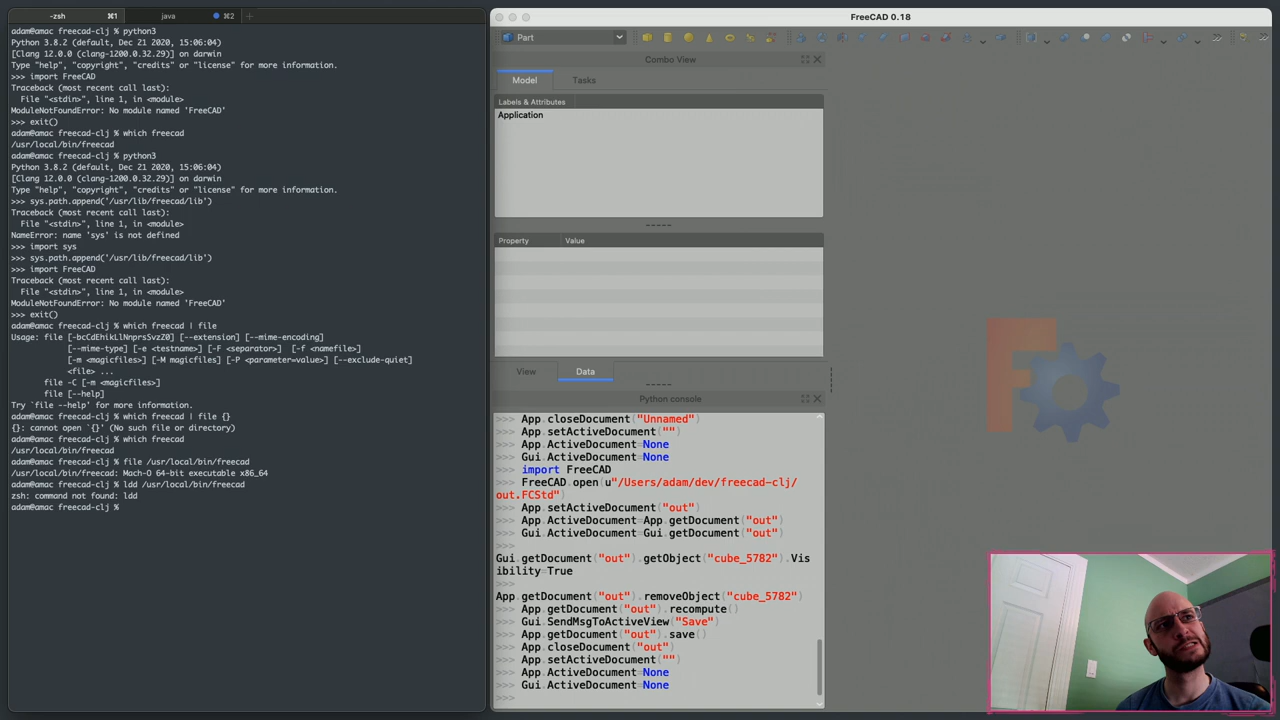 -zsh ⌘1 java ⌘2 +
adam@amac freecad-clj % python3
Python 3.8.2 (default, Dec 21 2020, 15:06:04)
[Clang 12.0.0 (clang-1200.0.32.29)] on darwin
Type "help", "copyright", "credits" or "license" for more information.
>>> import FreeCAD
Traceback (most recent call last):
  File "<stdin>", line 1, in <module>
ModuleNotFoundError: No module named 'FreeCAD'
>>> exit()
adam@amac freecad-clj % which freecad
/usr/local/bin/freecad
adam@amac freecad-clj % python3
Python 3.8.2 (default, Dec 21 2020, 15:06:04)
[Clang 12.0.0 (clang-1200.0.32.29)] on darwin
Type "help", "copyright", "credits" or "license" for more information.
>>> sys.path.append('/usr/lib/freecad/lib')
Traceback (most recent call last):
  File "<stdin>", line 1, in <module>
NameError: name 'sys' is not defined
>>> import sys
>>> sys.path.append('/usr/lib/freecad/lib')
>>> import FreeCAD
Traceback (most recent call last):
  File "<stdin>", line 1, in <module>
ModuleNotFoundError: No module named 'FreeCAD'
>>> exit()
adam@amac freecad-clj % which freecad | file
Usage: file [-bcCdEhikLlNnprsSvzZ0] [--extension] [--mime-encoding]
            [--mime-type] [-e <testname>] [-F <separator>]  [-f <namefile>]
            [-m <magicfiles>] [-M magicfiles] [-P <parameter=value>] [--exclude-quiet]
            <file> ...
       file -C [-m <magicfiles>]
       file [--help]
Try `file --help' for more information.
adam@amac freecad-clj % which freecad | file {}
{}: cannot open `{}' (No such file or directory)
adam@amac freecad-clj % which freecad
/usr/local/bin/freecad
adam@amac freecad-clj % file /usr/local/bin/freecad
/usr/local/bin/freecad: Mach-O 64-bit executable x86_64
adam@amac freecad-clj % ldd /usr/local/bin/freecad
zsh: command not found: ldd
adam@amac freecad-clj %
FreeCAD 0.18
Part
Combo View
Model Tasks
Labels & Attributes
Application
Property Value
View Data
Python console
>>> App.closeDocument("Unnamed")
>>> App.setActiveDocument("")
>>> App.ActiveDocument=None
>>> Gui.ActiveDocument=None
>>> import FreeCAD
>>> FreeCAD.open(u"/Users/adam/dev/freecad-clj/
out.FCStd")
>>> App.setActiveDocument("out")
>>> App.ActiveDocument=App.getDocument("out")
>>> Gui.ActiveDocument=Gui.getDocument("out")
>>>
Gui.getDocument("out").getObject("cube_5782").Vis
ibility=True
>>>
App.getDocument("out").removeObject("cube_5782")
>>> App.getDocument("out").recompute()
>>> Gui.SendMsgToActiveView("Save")
>>> App.getDocument("out").save()
>>> App.closeDocument("out")
>>> App.setActiveDocument("")
>>> App.ActiveDocument=None
>>> Gui.ActiveDocument=None
>>>